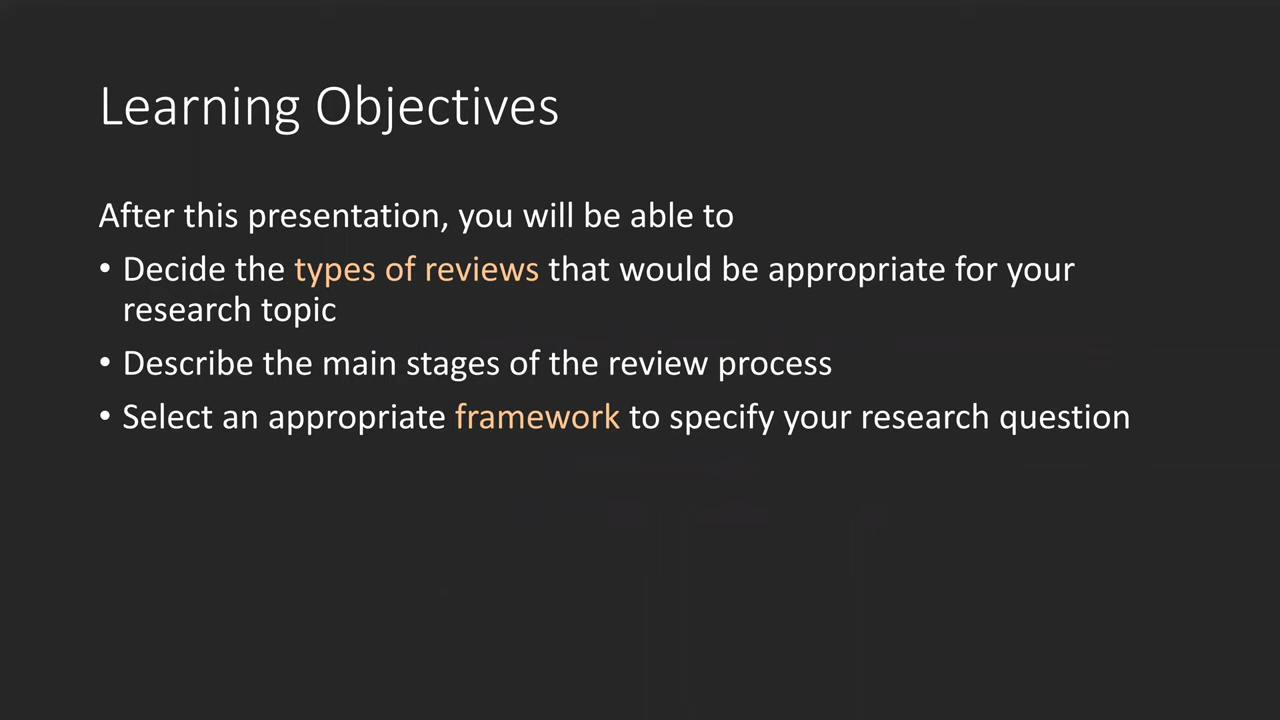 Learning Objectives
After this presentation, you will be able to
• Decide the types of reviews that would be appropriate for your
research topic
• Describe the main stages of the review process
• Select an appropriate framework to specify your research question